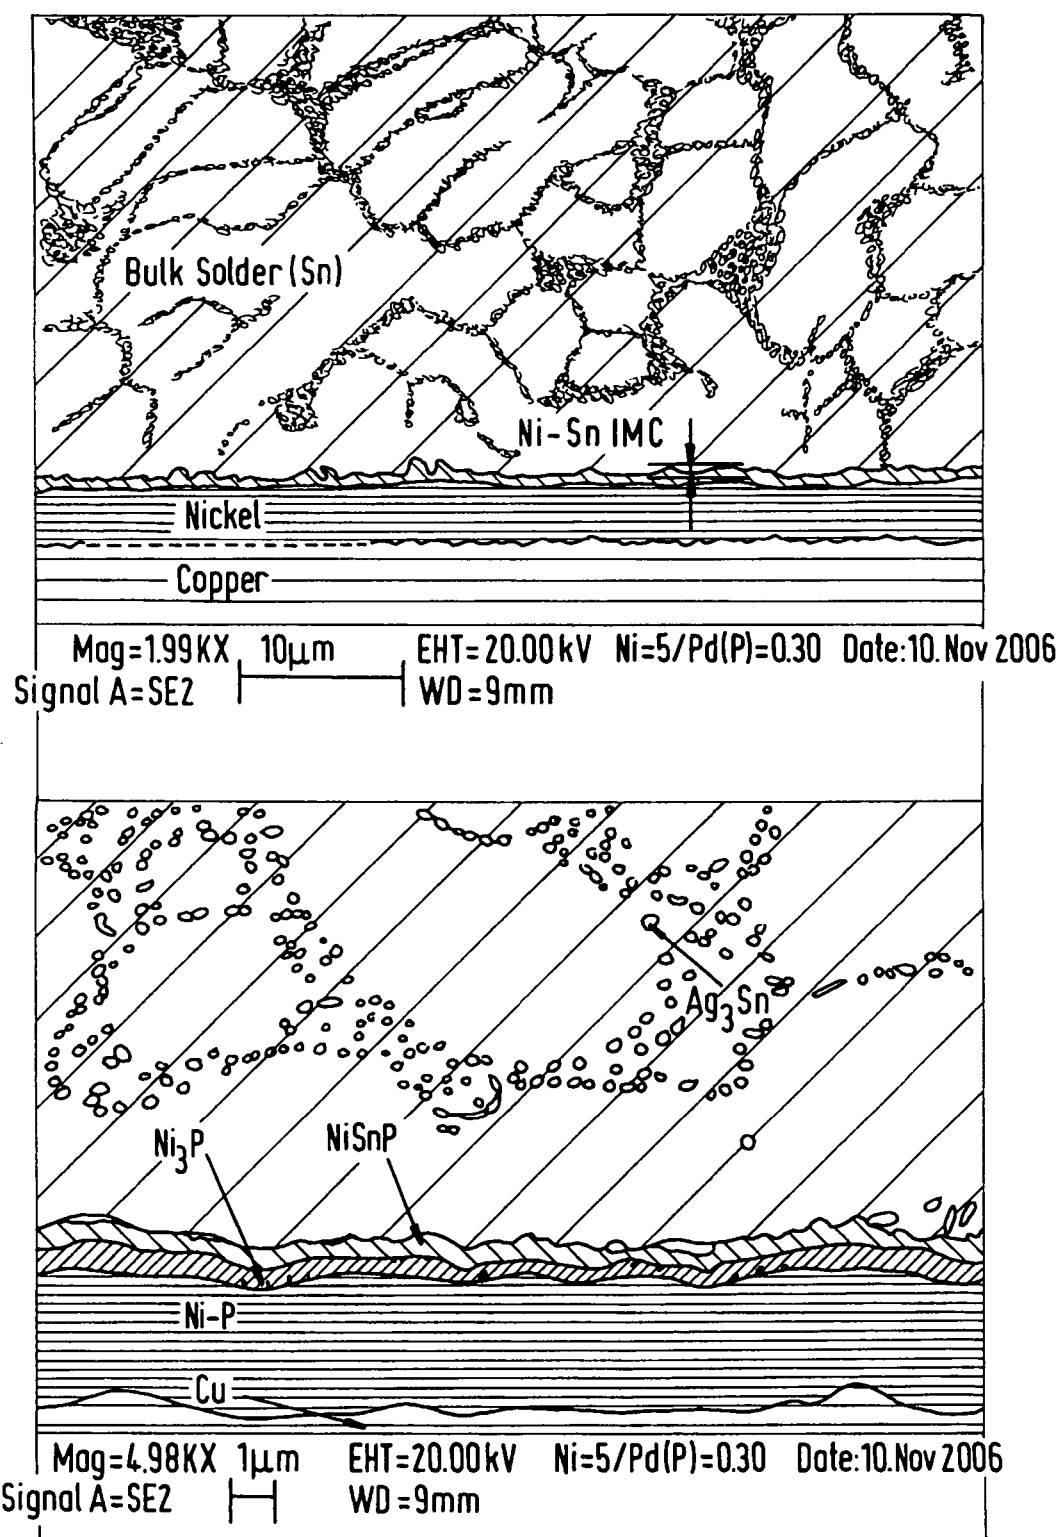 Bulk Solder (Sn)
Ni-Sn IMC
Nickel
Copper
Mag=1.99KX 10µm EHT=20.00kV Ni=5/Pd(P)=0.30 Date:10.Nov 2006
Signal A=SE2 WD=9mm
Ag3Sn
Ni3P NiSnP
Ni-P
Cu
Mag=4.98KX 1µm EHT=20.00kV Ni=5/Pd(P)=0.30 Date:10.Nov 2006
Signal A=SE2 WD=9mm